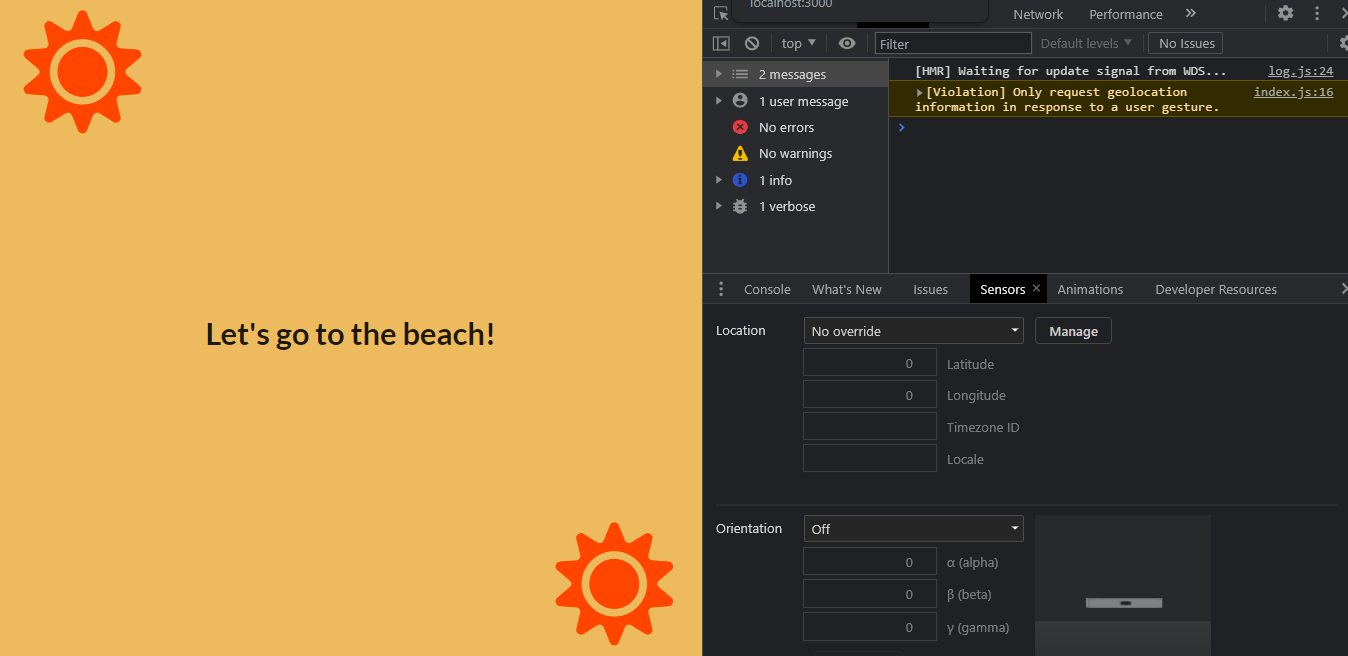 Let's go to the beach!
localhost:3000
Network Performance
top Filter Default levels No Issues
2 messages
1 user message
No errors
No warnings
1 info
1 verbose
[HMR] Waiting for update signal from WDS... log.js:24
[Violation] Only request geolocation index.js:16
information in response to a user gesture.
Console What's New Issues Sensors Animations Developer Resources
Location No override Manage
0 Latitude
0 Longitude
Timezone ID
Locale
Orientation Off
0 α (alpha)
0 β (beta)
0 γ (gamma)